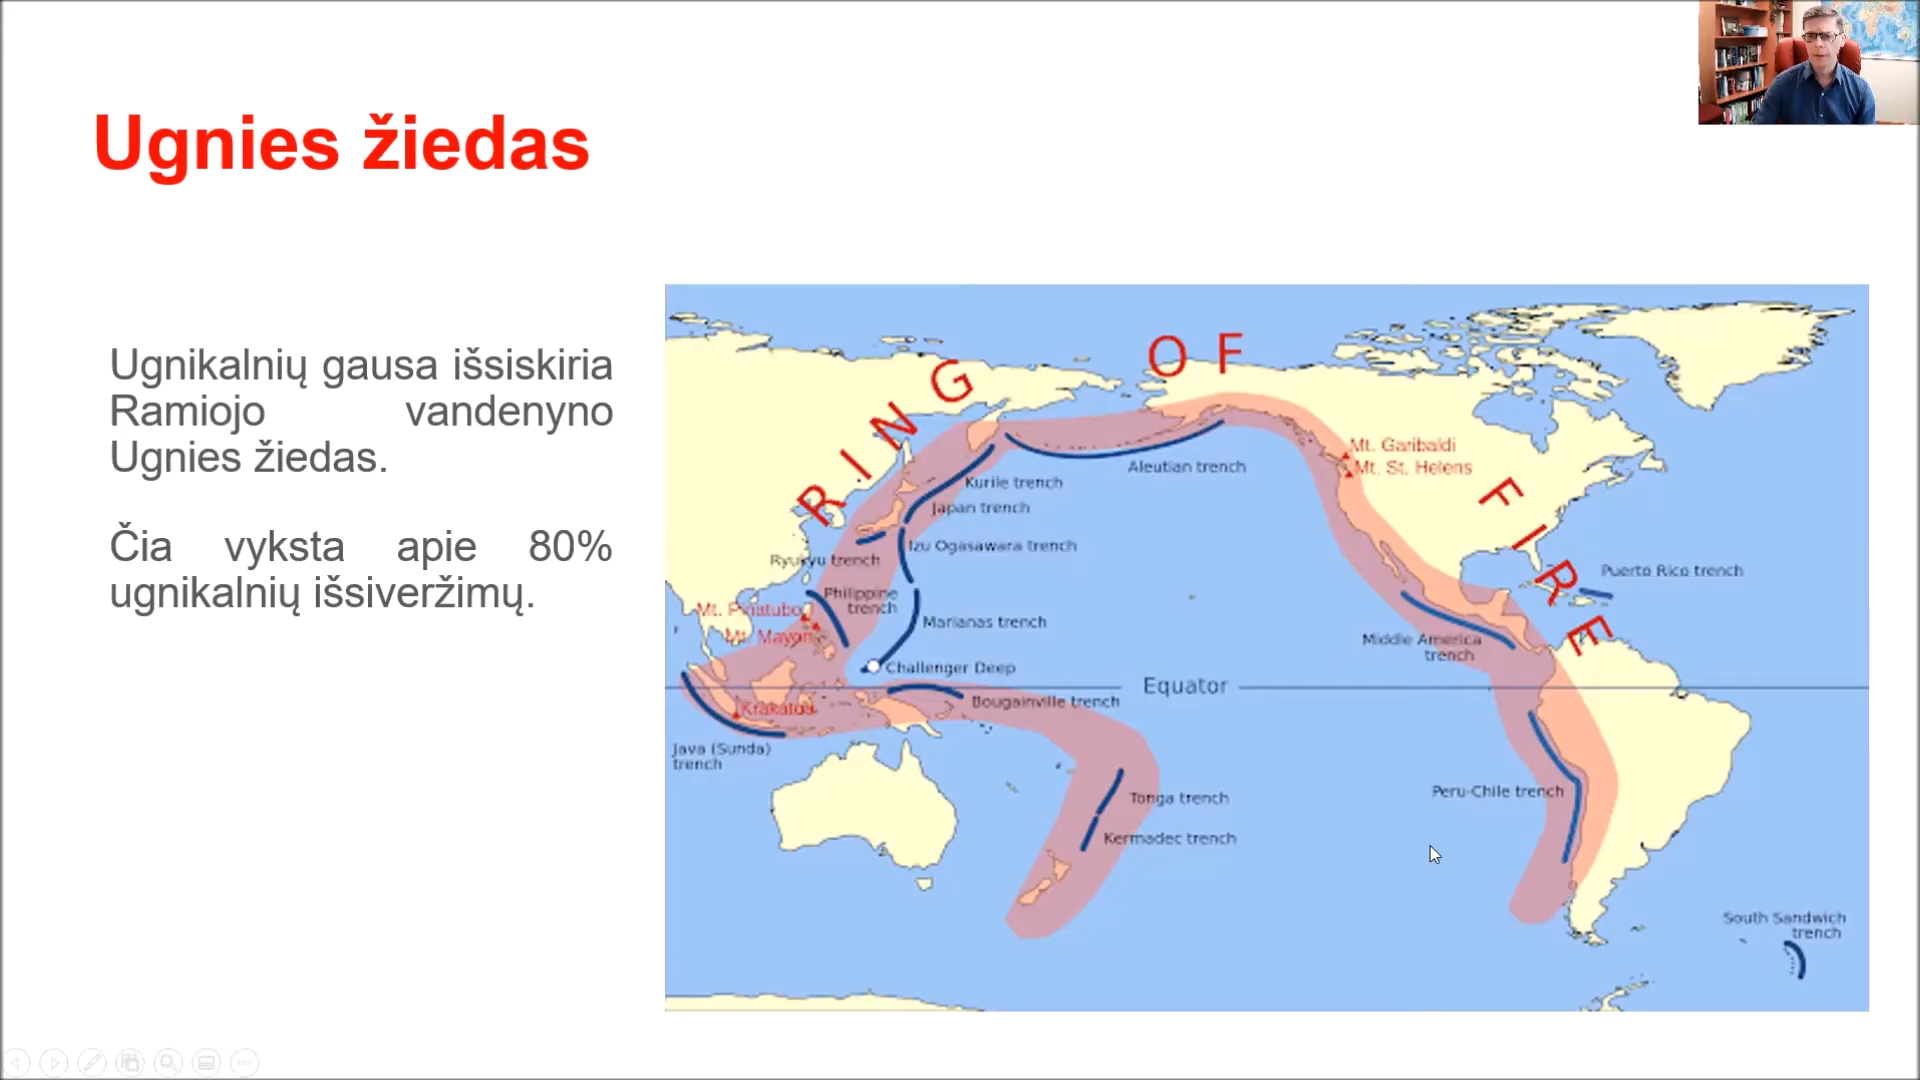 Ugnies žiedas
Ugnikalnių gausa išsiskiria
Ramiojo vandenyno
Ugnies žiedas.
Čia vyksta apie 80%
ugnikalnių išsiveržimų.
RING OF FIRE
Mt. Garibaldi
Mt. St. Helens
Aleutian trench
Kurile trench
Japan trench
Izu Ogasawara trench
Ryukyu trench
Puerto Rico trench
Philippine
trench
Mt. Pinatubo
Marianas trench
Mt. Mayon
Middle America
trench
Challenger Deep
Equator
Bougainville trench
Krakatoa
Java (Sunda)
trench
Peru-Chile trench
Tonga trench
Kermadec trench
South Sandwich
trench